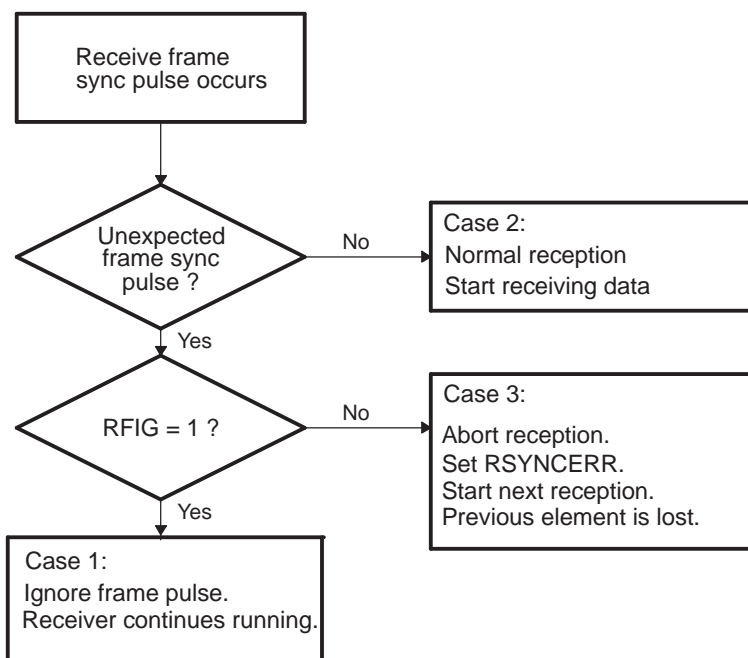 Receive frame
sync pulse occurs
Unexpected
frame sync
pulse ?
No
Case 2:
Normal reception
Start receiving data
Yes
RFIG = 1 ?
No
Case 3:
Abort reception.
Set RSYNCERR.
Start next reception.
Previous element is lost.
Yes
Case 1:
Ignore frame pulse.
Receiver continues running.